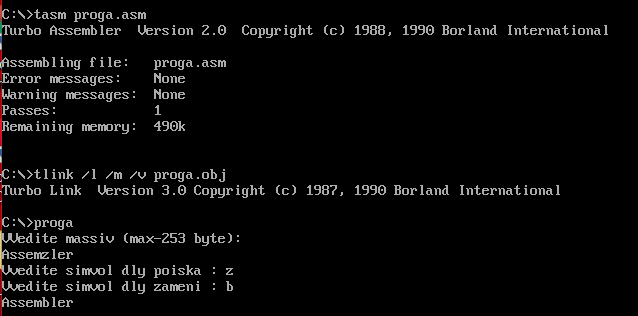 C:\>tasm proga.asm
Turbo Assembler  Version 2.0  Copyright (c) 1988, 1990 Borland International
Assembling file:   proga.asm
Error messages:    None
Warning messages:  None
Passes:            1
Remaining memory:  490k
C:\>tlink /l /m /v proga.obj
Turbo Link  Version 3.0 Copyright (c) 1987, 1990 Borland International
C:\>proga
VVedite massiv (max-253 byte):
Assemzler
Vvedite simvol dly poiska : z
Vvedite simvol dly zameni : b
Assembler